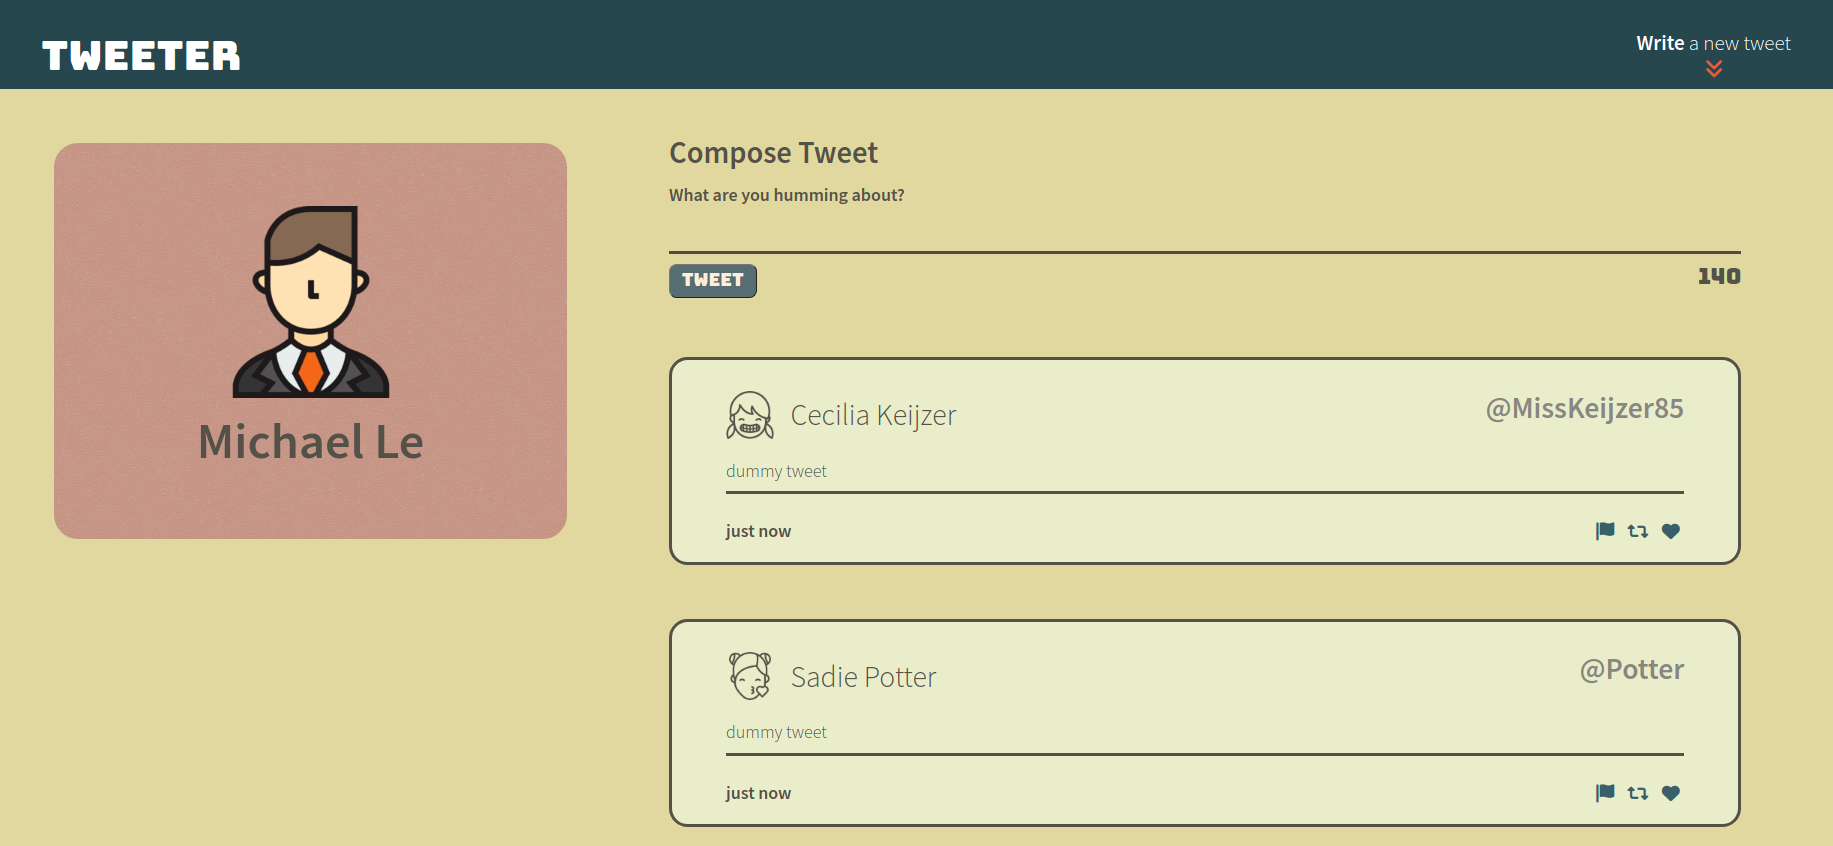 TWEETER
Write a new tweet
Michael Le
Compose Tweet
What are you humming about?
TWEET
140
Cecilia Keijzer
@MissKeijzer85
dummy tweet
just now
Sadie Potter
@Potter
dummy tweet
just now